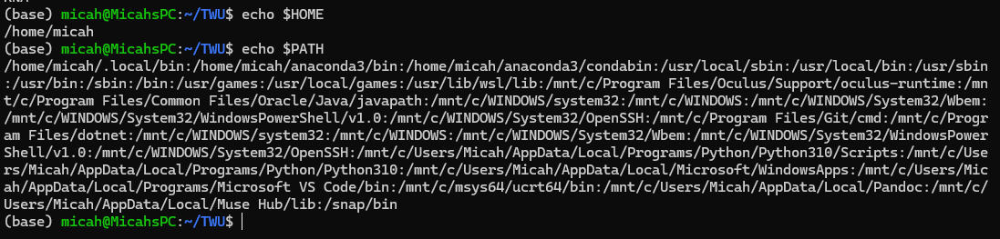 (base) micah@MicahsPC:~/TWU$ echo $HOME
/home/micah
(base) micah@MicahsPC:~/TWU$ echo $PATH
/home/micah/.local/bin:/home/micah/anaconda3/bin:/home/micah/anaconda3/condabin:/usr/local/sbin:/usr/local/bin:/usr/sbin
:/usr/bin:/sbin:/bin:/usr/games:/usr/local/games:/usr/lib/wsl/lib:/mnt/c/Program Files/Oculus/Support/oculus-runtime:/mn
t/c/Program Files/Common Files/Oracle/Java/javapath:/mnt/c/WINDOWS/system32:/mnt/c/WINDOWS:/mnt/c/WINDOWS/System32/Wbem:
/mnt/c/WINDOWS/System32/WindowsPowerShell/v1.0:/mnt/c/WINDOWS/System32/OpenSSH:/mnt/c/Program Files/Git/cmd:/mnt/c/Progr
am Files/dotnet:/mnt/c/WINDOWS/system32:/mnt/c/WINDOWS:/mnt/c/WINDOWS/System32/Wbem:/mnt/c/WINDOWS/System32/WindowsPower
Shell/v1.0:/mnt/c/WINDOWS/System32/OpenSSH:/mnt/c/Users/Micah/AppData/Local/Programs/Python/Python310/Scripts:/mnt/c/Use
rs/Micah/AppData/Local/Programs/Python/Python310:/mnt/c/Users/Micah/AppData/Local/Microsoft/WindowsApps:/mnt/c/Users/Mic
ah/AppData/Local/Programs/Microsoft VS Code/bin:/mnt/c/msys64/ucrt64/bin:/mnt/c/Users/Micah/AppData/Local/Pandoc:/mnt/c/
Users/Micah/AppData/Local/Muse Hub/lib:/snap/bin
(base) micah@MicahsPC:~/TWU$